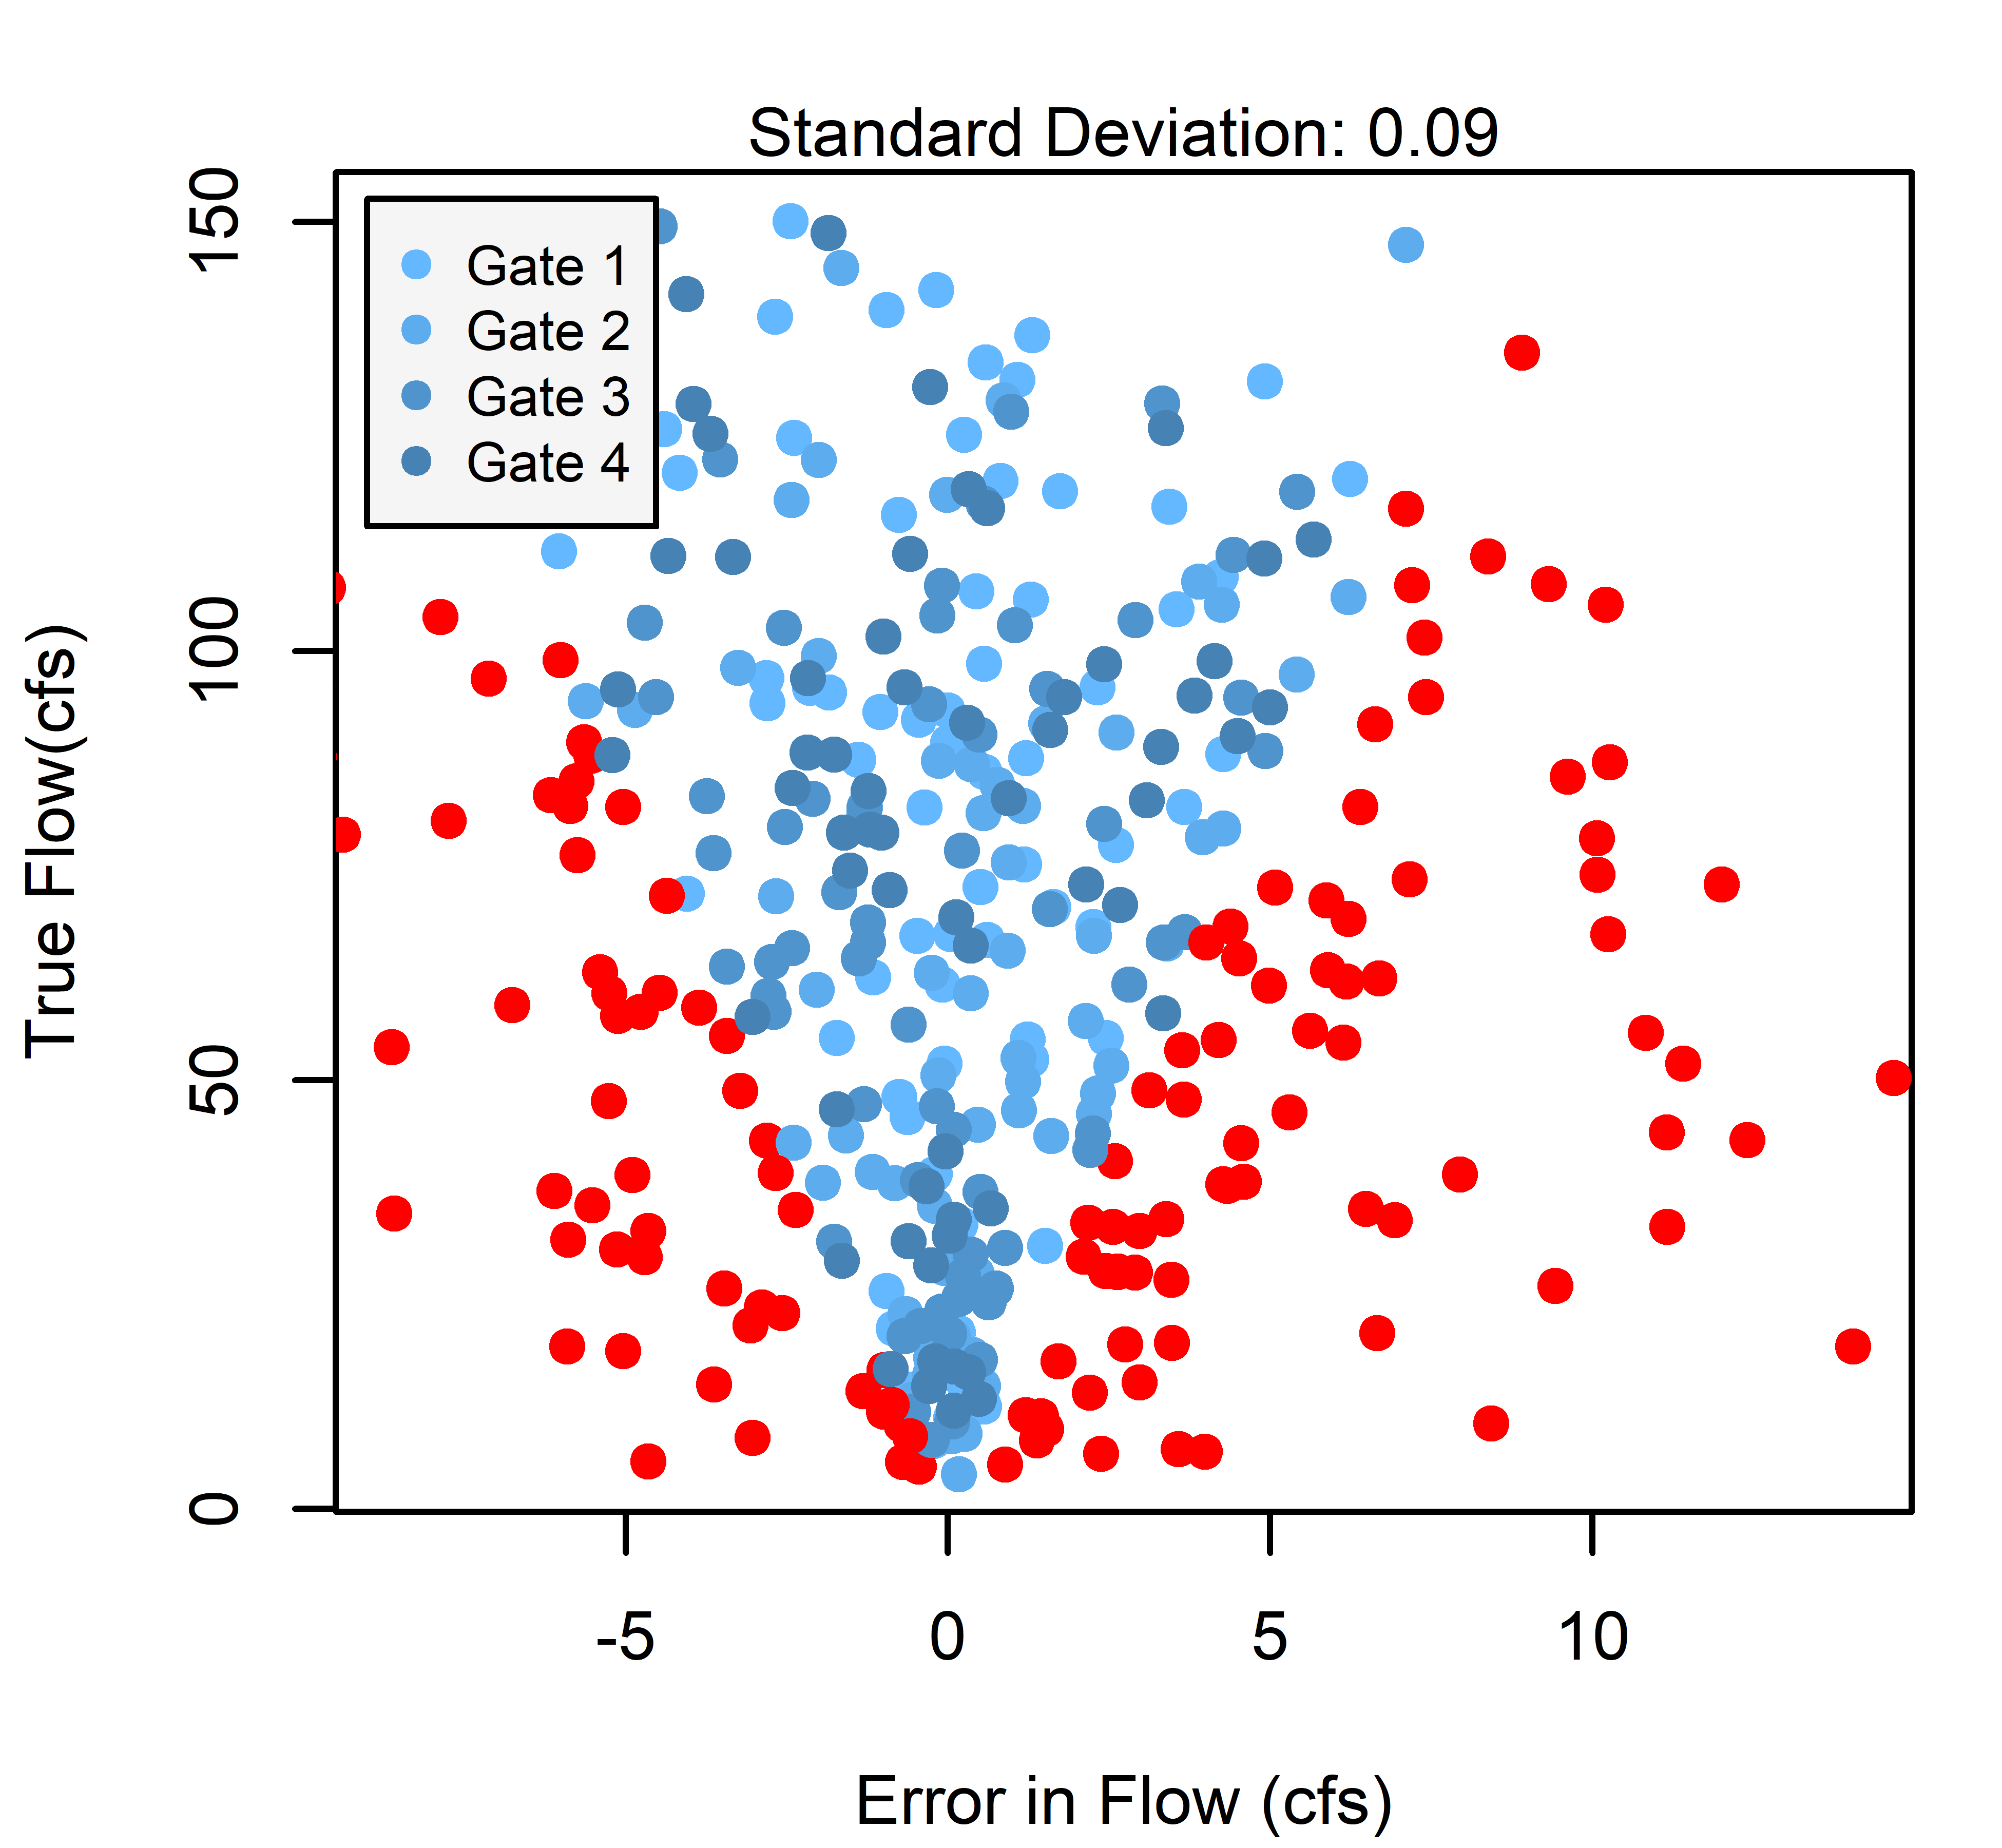 Standard Deviation: 0.09
Gate 1
Gate 2
Gate 3
Gate 4
True Flow(cfs)
150
100
50
0
-5 0 5 10
Error in Flow (cfs)